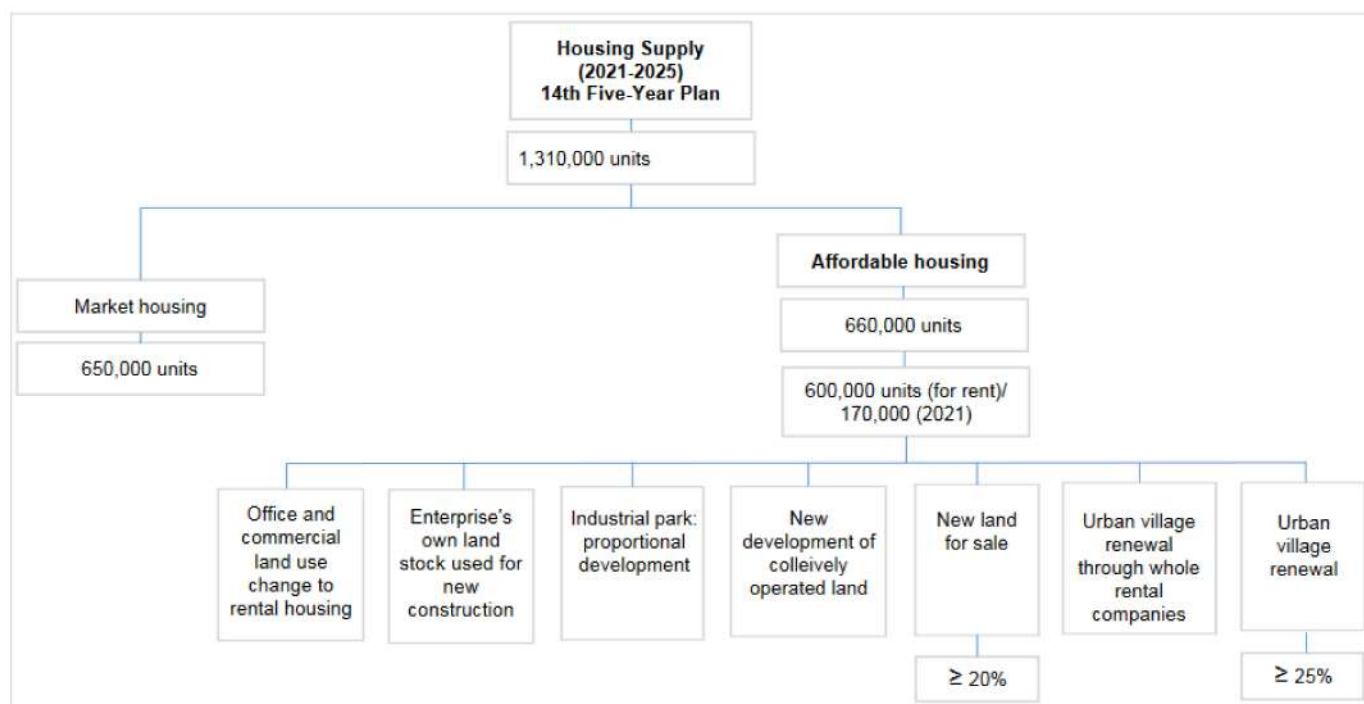 Housing Supply
(2021-2025)
14th Five-Year Plan
1,310,000 units
Affordable housing
Market housing
660,000 units
650,000 units
600,000 units (for rent)/
170,000 (2021)
Office and
commercial
land use
change to
rental housing
Enterprise's
own land
stock used for
new
construction
Industrial park:
proportional
development
New
development of
colleively
operated land
New land
for sale
Urban village
renewal
through whole
rental
companies
Urban
village
renewal
≥ 20%
≥ 25%